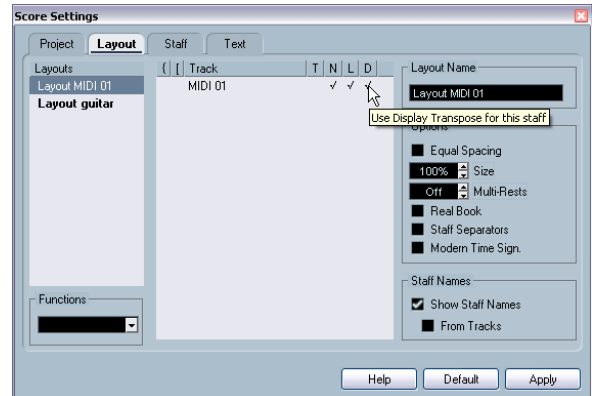 Score Settings
Project Layout Staff Text
Layouts
Layout MIDI 01
Layout guitar
Functions
{ [ Track T N L D
MIDI 01 √ √ √
Use Display Transpose for this staff
Layout Name
Layout MIDI 01
Options
Equal Spacing
100% Size
Off Multi-Rests
Real Book
Staff Separators
Modern Time Sign.
Staff Names
Show Staff Names
From Tracks
Help Default Apply